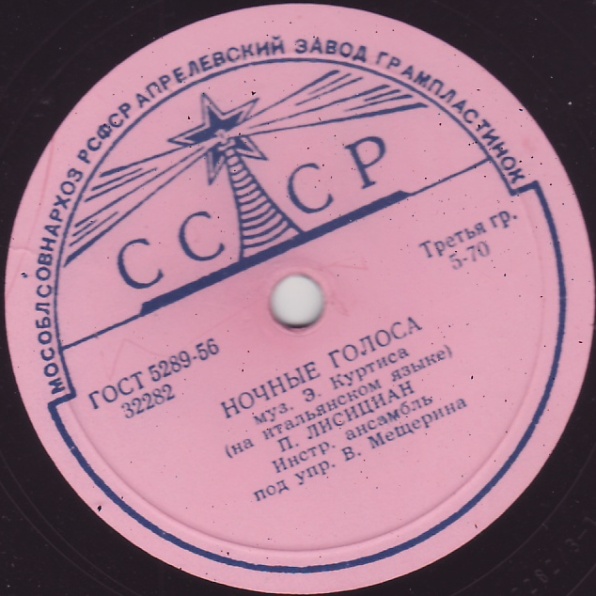 МОСОБЛСОВНАРХОЗ РСФСР АПРЕЛЕВСКИЙ ЗАВОД ГРАМПЛАСТИНОК
СССР
ГОСТ 5289-56
32282
Третья гр.
5-70
НОЧНЫЕ ГОЛОСА
муз. Э. Куртиса
(на итальянском языке)
П. ЛИСИЦИАН
Инстр. ансамбль
под упр. В. Мещерина